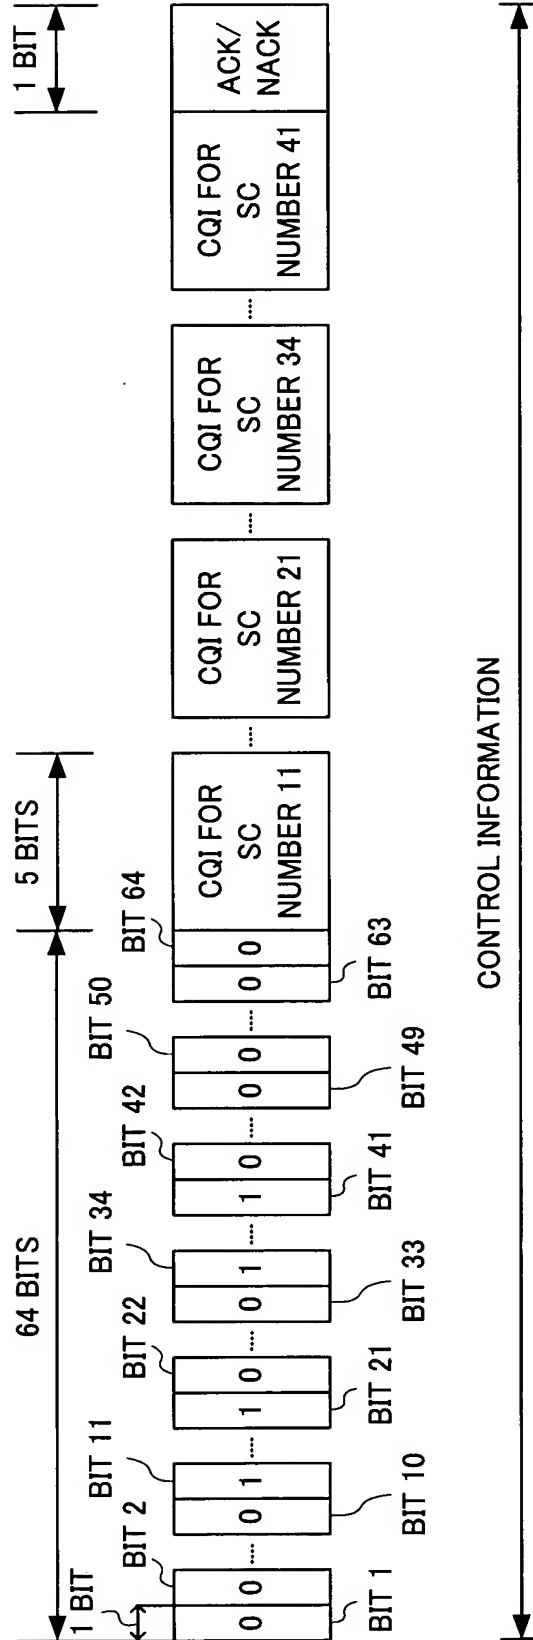 64 BITS
5 BITS
1 BIT
1 BIT
BIT 2
BIT 11
BIT 22
BIT 34
BIT 42
BIT 50
BIT 64
0 0
0 1
1 0
0 1
1 0
0 0
0 0
CQI FOR
SC
NUMBER 11
CQI FOR
SC
NUMBER 21
CQI FOR
SC
NUMBER 34
CQI FOR
SC
NUMBER 41
ACK/
NACK
BIT 1
BIT 10
BIT 21
BIT 33
BIT 41
BIT 49
BIT 63
CONTROL INFORMATION